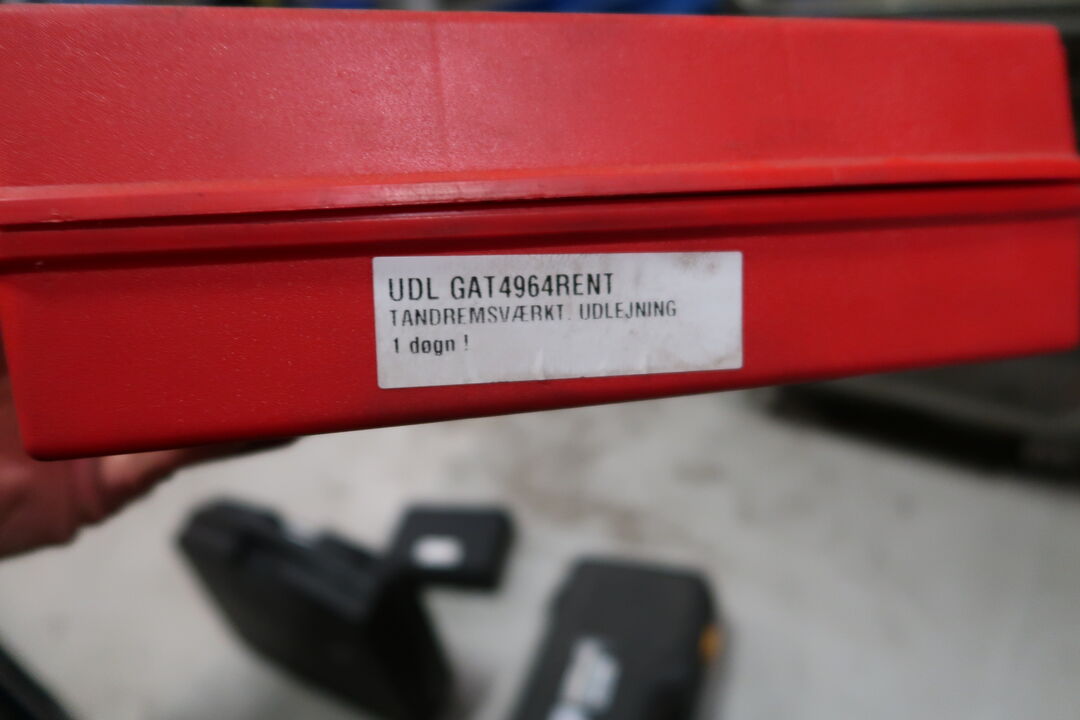 UDL GAT4964RENT
TANDREMSVÆRKT. UDLEJNING
1 døgn !